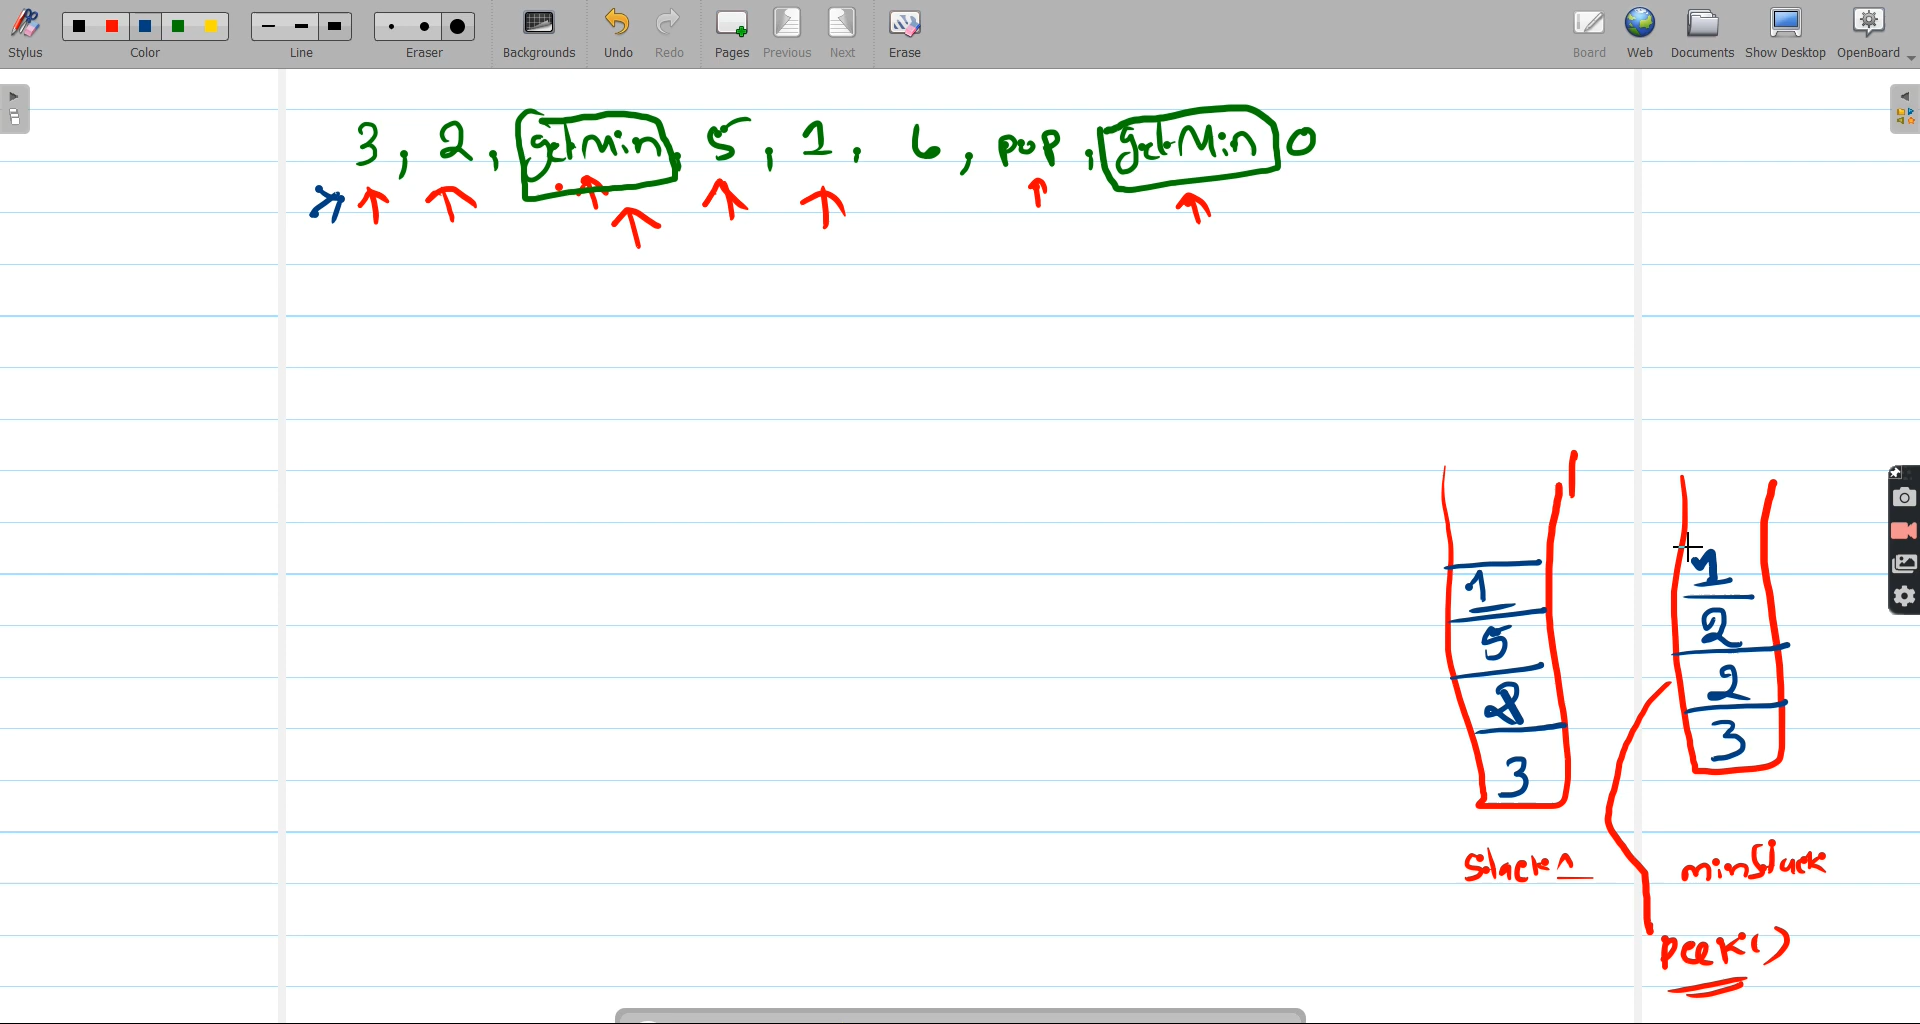 Stylus Color Line Eraser Backgrounds Undo Redo Pages Previous Next Erase Board Web Documents Show Desktop OpenBoard
3, 2, getMin, 5, 1, 6, pop, getMin()
1
5
2
3
1
2
2
3
Stack minStack
peek()